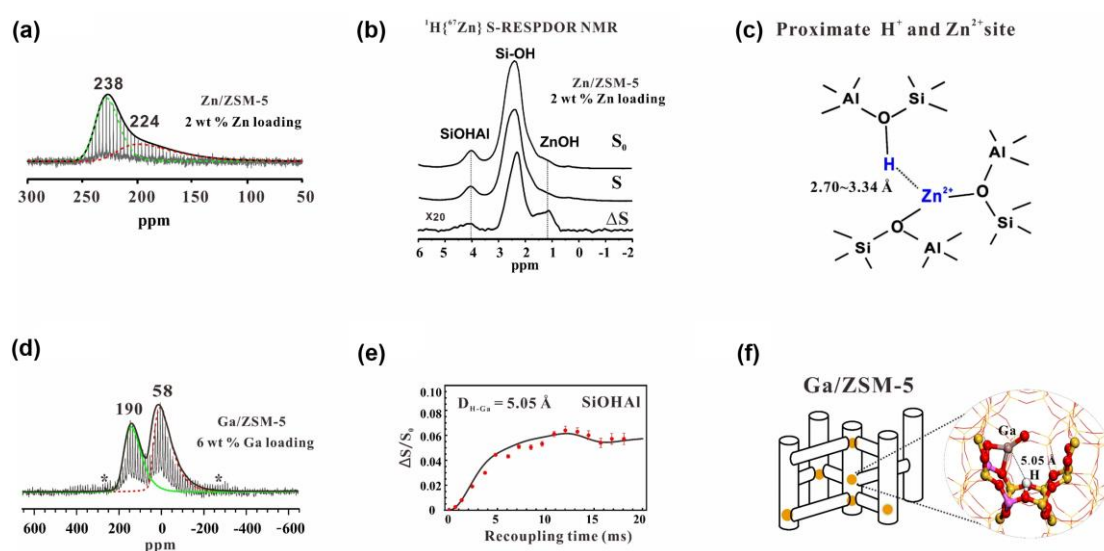 (a)
238
224
Zn/ZSM-5
2 wt % Zn loading
300 250 200 150 100 50 0
ppm
(b)
¹H{⁶⁷Zn} S-RESPDOR NMR
Si-OH
Zn/ZSM-5
2 wt % Zn loading
SiOHAl
ZnOH
S₀
S
X20
ΔS
6 5 4 3 2 1 0 -1 -2
ppm
(c)
Proximate H⁺ and Zn²⁺site
Al Si
O
H
Al
2.70~3.34 Å
Zn²⁺
O
O
Si
Si Al
(d)
190
58
Ga/ZSM-5
6 wt % Ga loading
* *
600 400 200 0 -200 -400 -600
ppm
(e)
0.10
0.08
0.06
0.04
0.02
0
ΔS/S₀
D_H-Ga = 5.05 Å
SiOHAl
0 5 10 15 20
Recoupling time (ms)
(f)
Ga/ZSM-5
Ga
5.05 Å
H